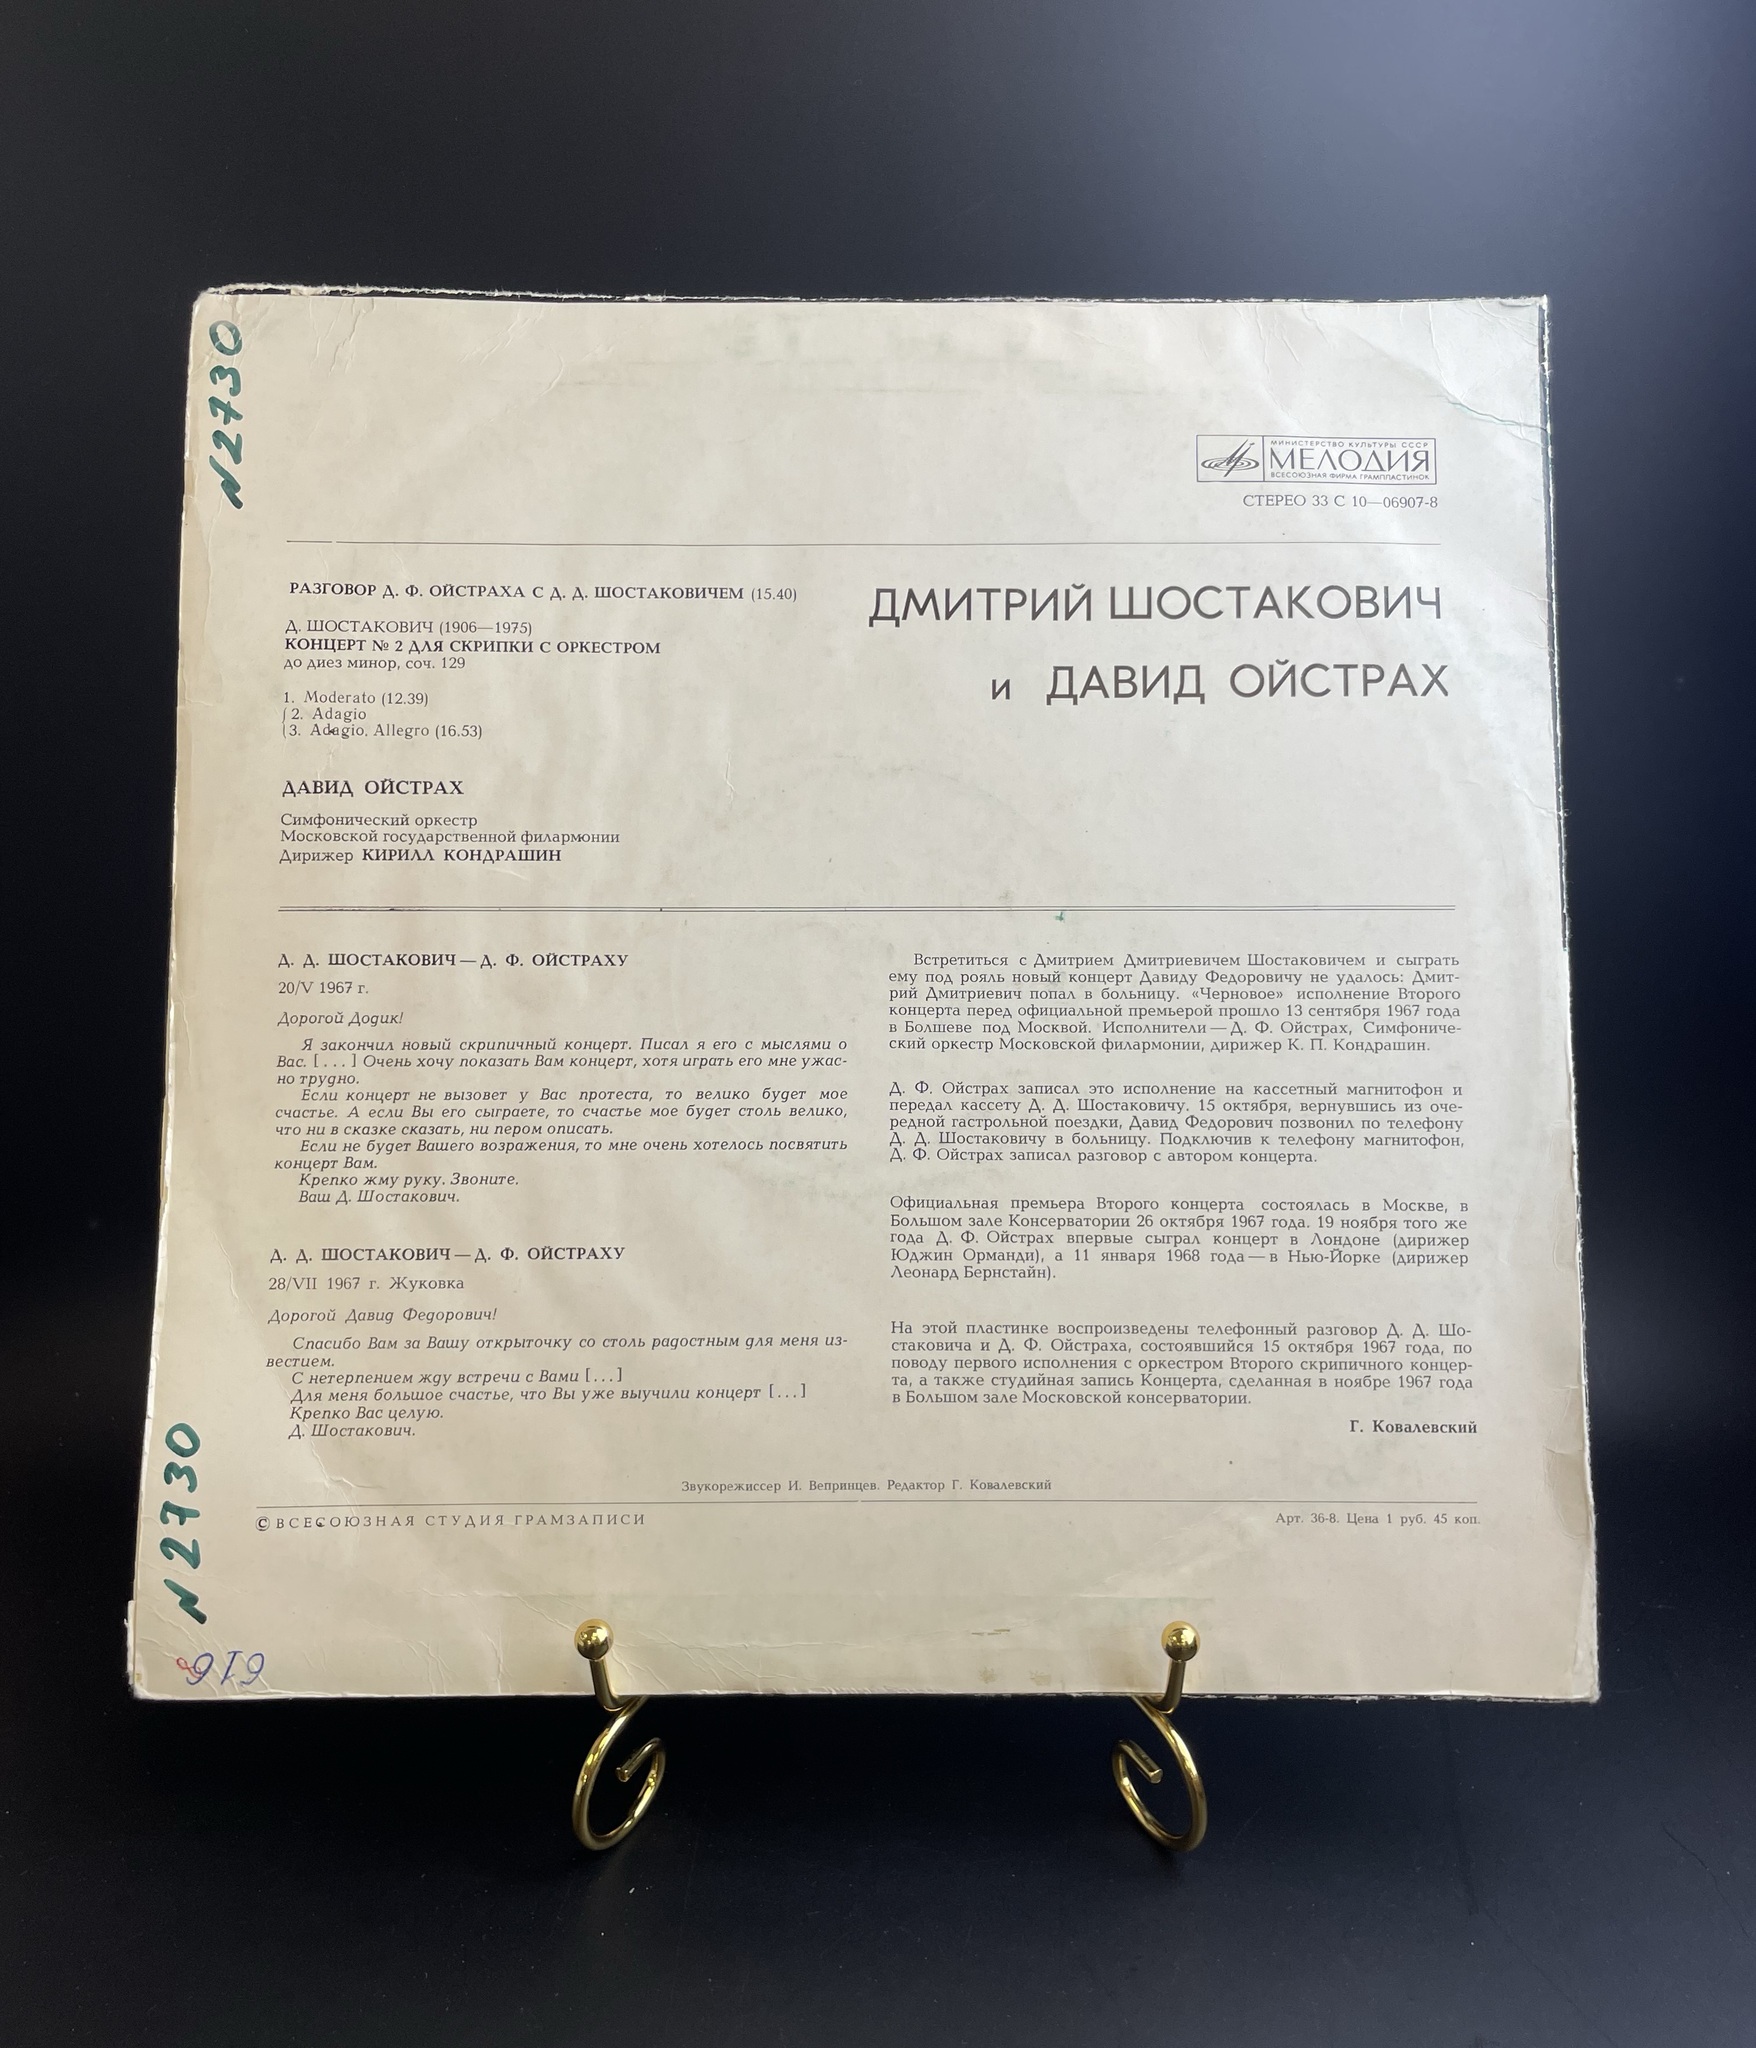 N2730
МИНИСТЕРСТВО КУЛЬТУРЫ СССР
МЕЛОДИЯ
ВСЕСОЮЗНАЯ ФИРМА ГРАМПЛАСТИНОК
СТЕРЕО 33 С 10—06907-8
РАЗГОВОР Д. Ф. ОЙСТРАХА С Д. Д. ШОСТАКОВИЧЕМ (15.40)
Д. ШОСТАКОВИЧ (1906—1975)
КОНЦЕРТ № 2 ДЛЯ СКРИПКИ С ОРКЕСТРОМ
до диез минор, соч. 129
1. Moderato (12.39)
2. Adagio
3. Adagio, Allegro (16.53)
ДАВИД ОЙСТРАХ
Симфонический оркестр
Московской государственной филармонии
Дирижер КИРИЛЛ КОНДРАШИН
ДМИТРИЙ ШОСТАКОВИЧ
и ДАВИД ОЙСТРАХ
Д. Д. ШОСТАКОВИЧ — Д. Ф. ОЙСТРАХУ
20/V 1967 г.
Дорогой Додик!
Я закончил новый скрипичный концерт. Писал я его с мыслями о
Вас. [...] Очень хочу показать Вам концерт, хотя играть его мне ужас-
но трудно.
Если концерт не вызовет у Вас протеста, то велико будет мое
счастье. А если Вы его сыграете, то счастье мое будет столь велико,
что ни в сказке сказать, ни пером описать.
Если не будет Вашего возражения, то мне очень хотелось посвятить
концерт Вам.
Крепко жму руку. Звоните.
Ваш Д. Шостакович.
Д. Д. ШОСТАКОВИЧ — Д. Ф. ОЙСТРАХУ
28/VII 1967 г. Жуковка
Дорогой Давид Федорович!
Спасибо Вам за Вашу открыточку со столь радостным для меня из-
вестием.
С нетерпением жду встречи с Вами [...]
Для меня большое счастье, что Вы уже выучили концерт [...]
Крепко Вас целую.
Д. Шостакович.
Встретиться с Дмитрием Дмитриевичем Шостаковичем и сыграть
ему под рояль новый концерт Давиду Федоровичу не удалось: Дмит-
рий Дмитриевич попал в больницу. «Черновое» исполнение Второго
концерта перед официальной премьерой прошло 13 сентября 1967 года
в Болшеве под Москвой. Исполнители — Д. Ф. Ойстрах, Симфониче-
ский оркестр Московской филармонии, дирижер К. П. Кондрашин.
Д. Ф. Ойстрах записал это исполнение на кассетный магнитофон и
передал кассету Д. Д. Шостаковичу. 15 октября, вернувшись из оче-
редной гастрольной поездки, Давид Федорович позвонил по телефону
Д. Д. Шостаковичу в больницу. Подключив к телефону магнитофон,
Д. Ф. Ойстрах записал разговор с автором концерта.
Официальная премьера Второго концерта состоялась в Москве, в
Большом зале Консерватории 26 октября 1967 года. 19 ноября того же
года Д. Ф. Ойстрах впервые сыграл концерт в Лондоне (дирижер
Юджин Орманди), а 11 января 1968 года — в Нью-Йорке (дирижер
Леонард Бернстайн).
На этой пластинке воспроизведены телефонный разговор Д. Д. Шо-
стаковича и Д. Ф. Ойстраха, состоявшийся 15 октября 1967 года, по
поводу первого исполнения с оркестром Второго скрипичного концер-
та, а также студийная запись Концерта, сделанная в ноябре 1967 года
в Большом зале Московской консерватории.
Г. Ковалевский
N2730
Звукорежиссер И. Вепринцев. Редактор Г. Ковалевский
© ВСЕСОЮЗНАЯ СТУДИЯ ГРАМЗАПИСИ
Арт. 36-8. Цена 1 руб. 45 коп.